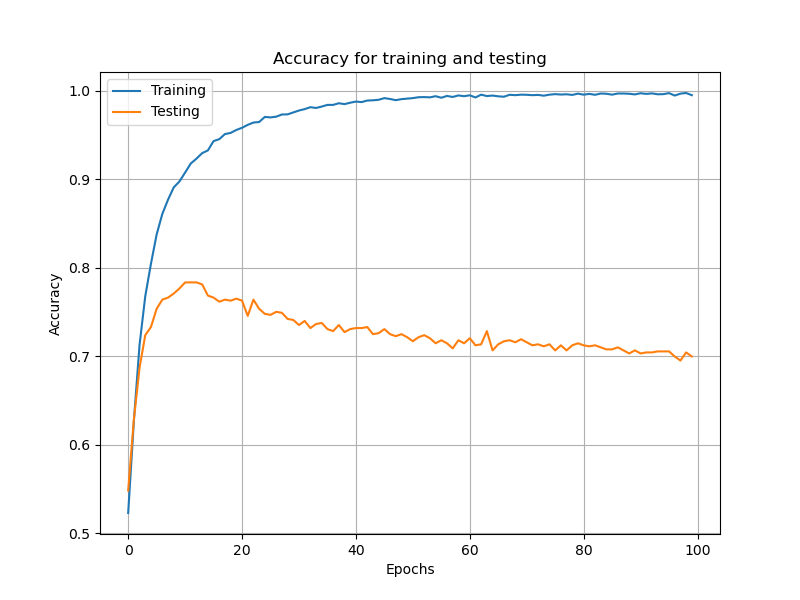 Accuracy for training and testing
Training
Testing
1.0
0.9
0.8
0.7
0.6
0.5
Accuracy
0 20 40 60 80 100
Epochs